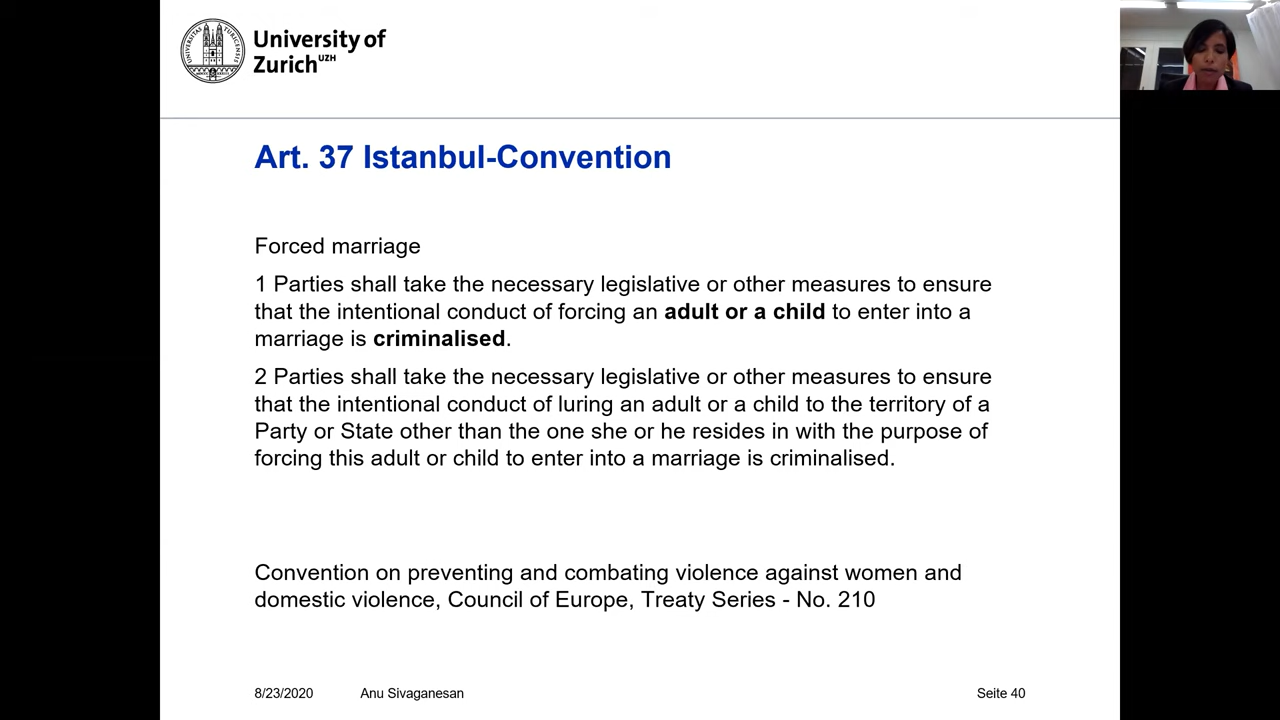 University of
Zurich UZH
Art. 37 Istanbul-Convention
Forced marriage
1 Parties shall take the necessary legislative or other measures to ensure
that the intentional conduct of forcing an adult or a child to enter into a
marriage is criminalised.
2 Parties shall take the necessary legislative or other measures to ensure
that the intentional conduct of luring an adult or a child to the territory of a
Party or State other than the one she or he resides in with the purpose of
forcing this adult or child to enter into a marriage is criminalised.
Convention on preventing and combating violence against women and
domestic violence, Council of Europe, Treaty Series - No. 210
8/23/2020 Anu Sivaganesan Seite 40